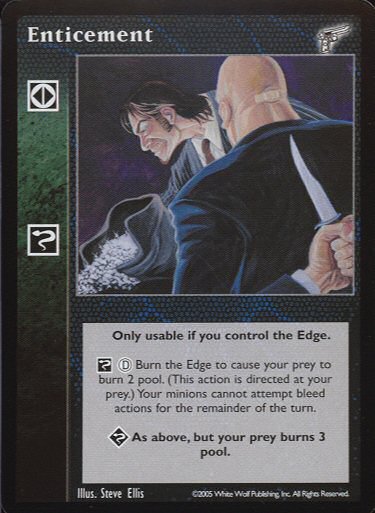 Enticement
Only usable if you control the Edge.
D Burn the Edge to cause your prey to
burn 2 pool. (This action is directed at your
prey.) Your minions cannot attempt bleed
actions for the remainder of the turn.
As above, but your prey burns 3
pool.
Illus. Steve Ellis ©2005 White Wolf Publishing, Inc. All Rights Reserved.